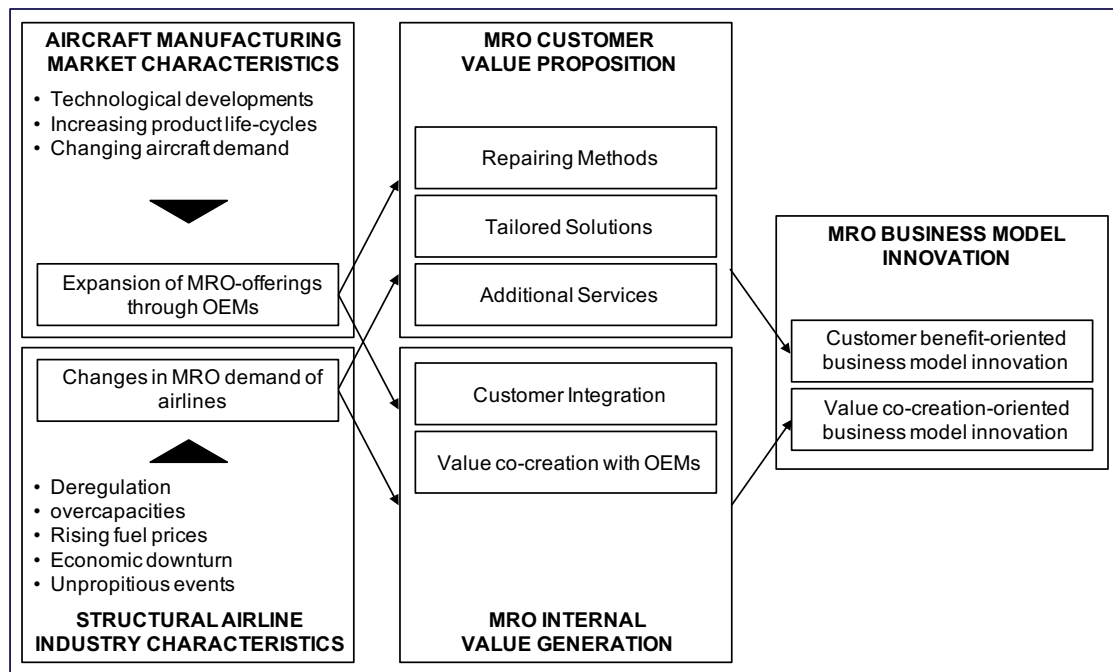 AIRCRAFT MANUFACTURING
MARKET CHARACTERISTICS
• Technological developments
• Increasing product life-cycles
• Changing aircraft demand
Expansion of MRO-offerings
through OEMs
Changes in MRO demand of
airlines
• Deregulation
• overcapacities
• Rising fuel prices
• Economic downturn
• Unpropitious events
STRUCTURAL AIRLINE
INDUSTRY CHARACTERISTICS
MRO CUSTOMER
VALUE PROPOSITION
Repairing Methods
Tailored Solutions
Additional Services
Customer Integration
Value co-creation with OEMs
MRO INTERNAL
VALUE GENERATION
MRO BUSINESS MODEL
INNOVATION
Customer benefit-oriented
business model innovation
Value co-creation-oriented
business model innovation